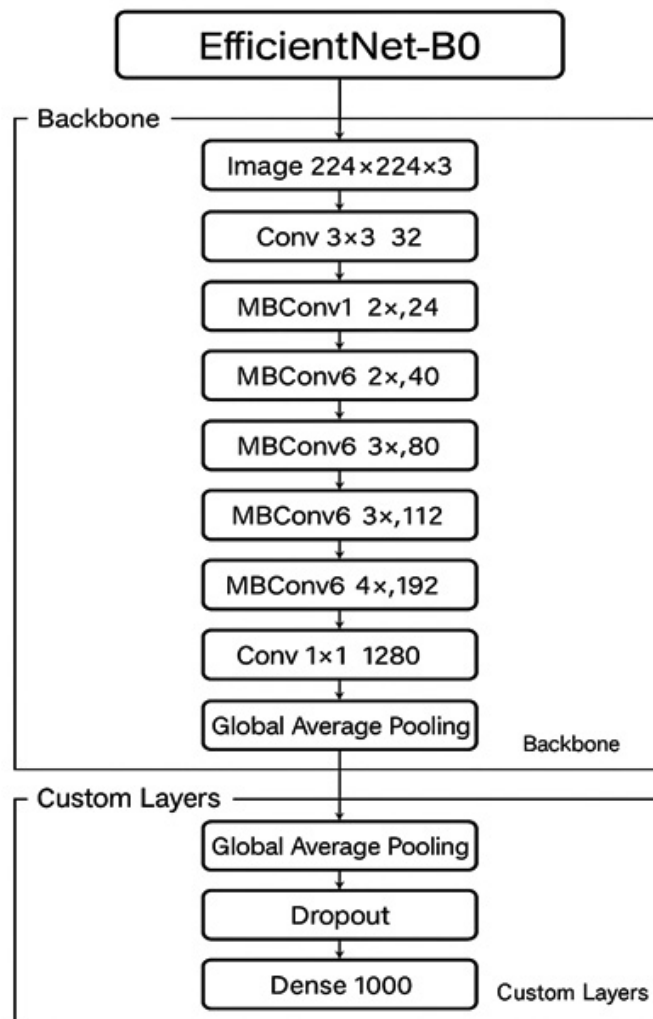 EfficientNet-B0
Backbone
Image 224×224×3
Conv 3×3 32
MBConv1 2×,24
MBConv6 2×,40
MBConv6 3×,80
MBConv6 3×,112
MBConv6 4×,192
Conv 1×1 1280
Global Average Pooling
Backbone
Custom Layers
Global Average Pooling
Dropout
Dense 1000
Custom Layers